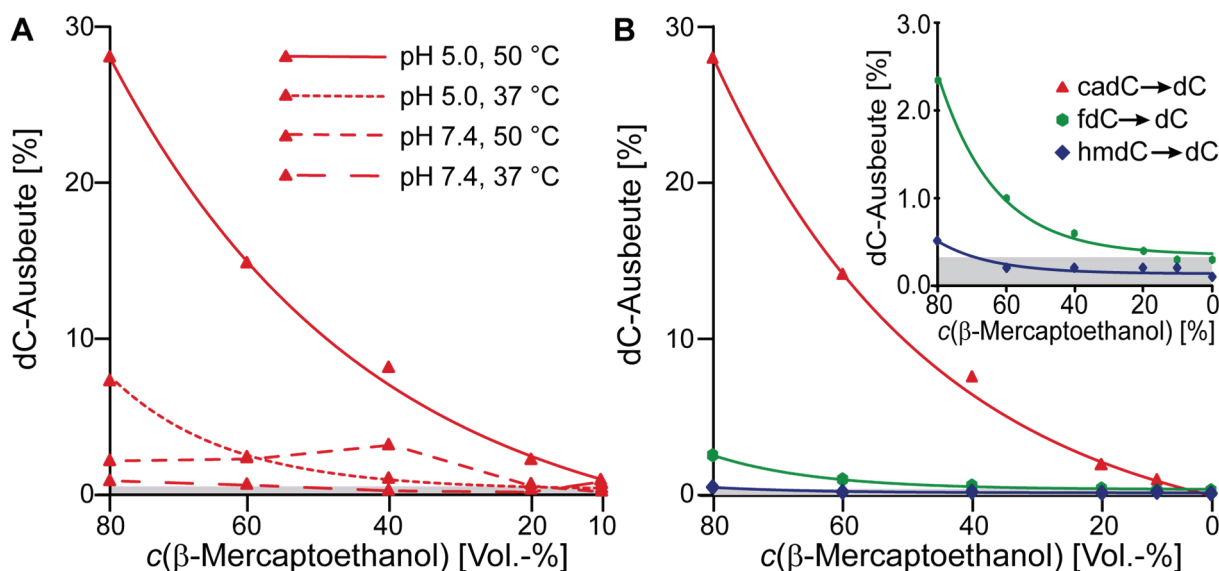 A
dC-Ausbeute [%]
30
20
10
0
80
60
40
20
10
c(β-Mercaptoethanol) [Vol.-%]
pH 5.0, 50 °C
pH 5.0, 37 °C
pH 7.4, 50 °C
pH 7.4, 37 °C
B
dC-Ausbeute [%]
30
20
10
0
80
60
40
20
0
c(β-Mercaptoethanol) [Vol.-%]
dC-Ausbeute [%]
3.0
2.0
1.0
0.0
80
60
40
20
0
c(β-Mercaptoethanol) [%]
cadC→dC
fdC→dC
hmdC→dC